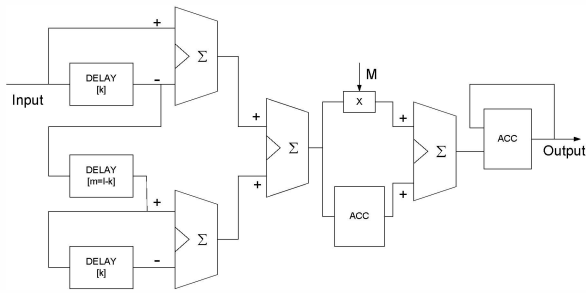 +
DELAY
[k]
-
Σ
Input
M
X
+
DELAY
[m=l-k]
+
Σ
+
+
Σ
ACC
+
Output
+
ACC
+
Σ
DELAY
[k]
-